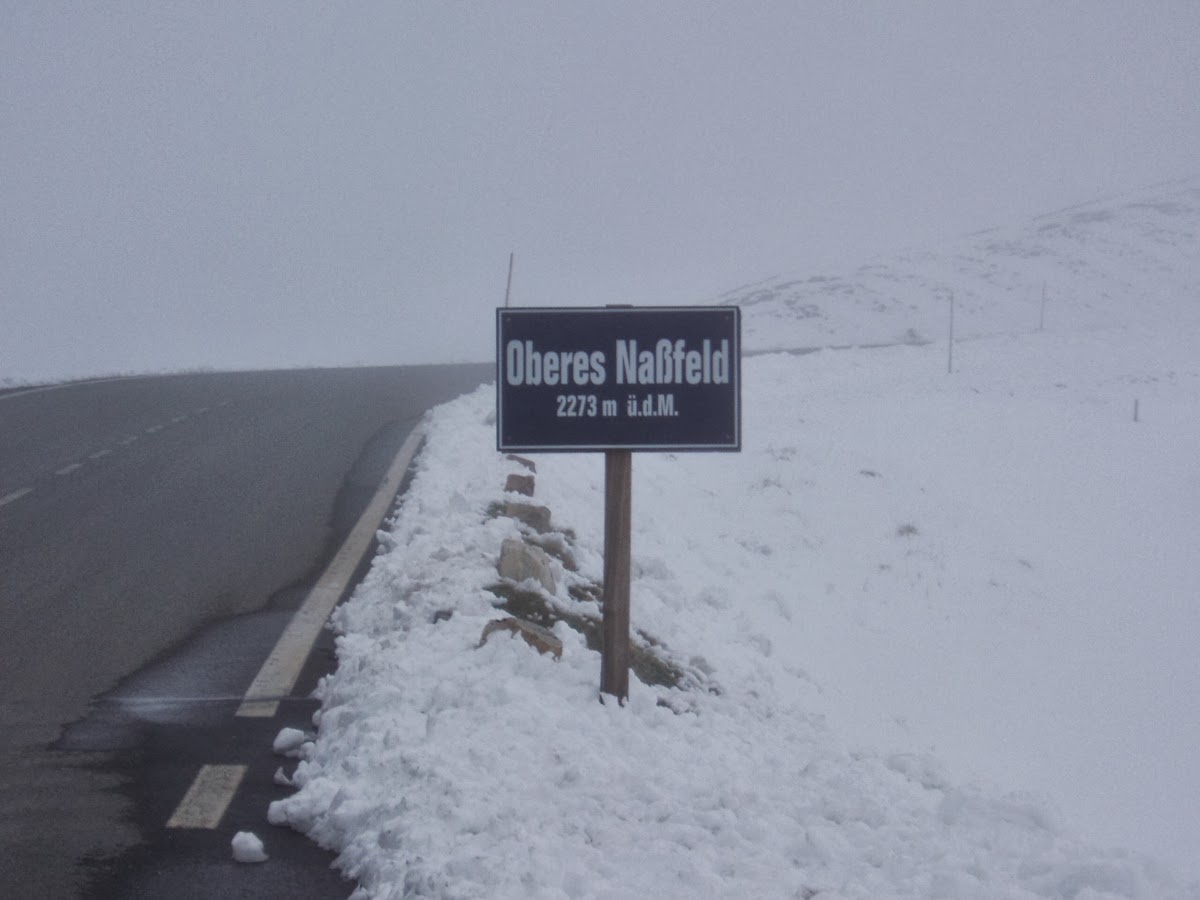 Oberes Naßfeld
2273 m ü.d.M.